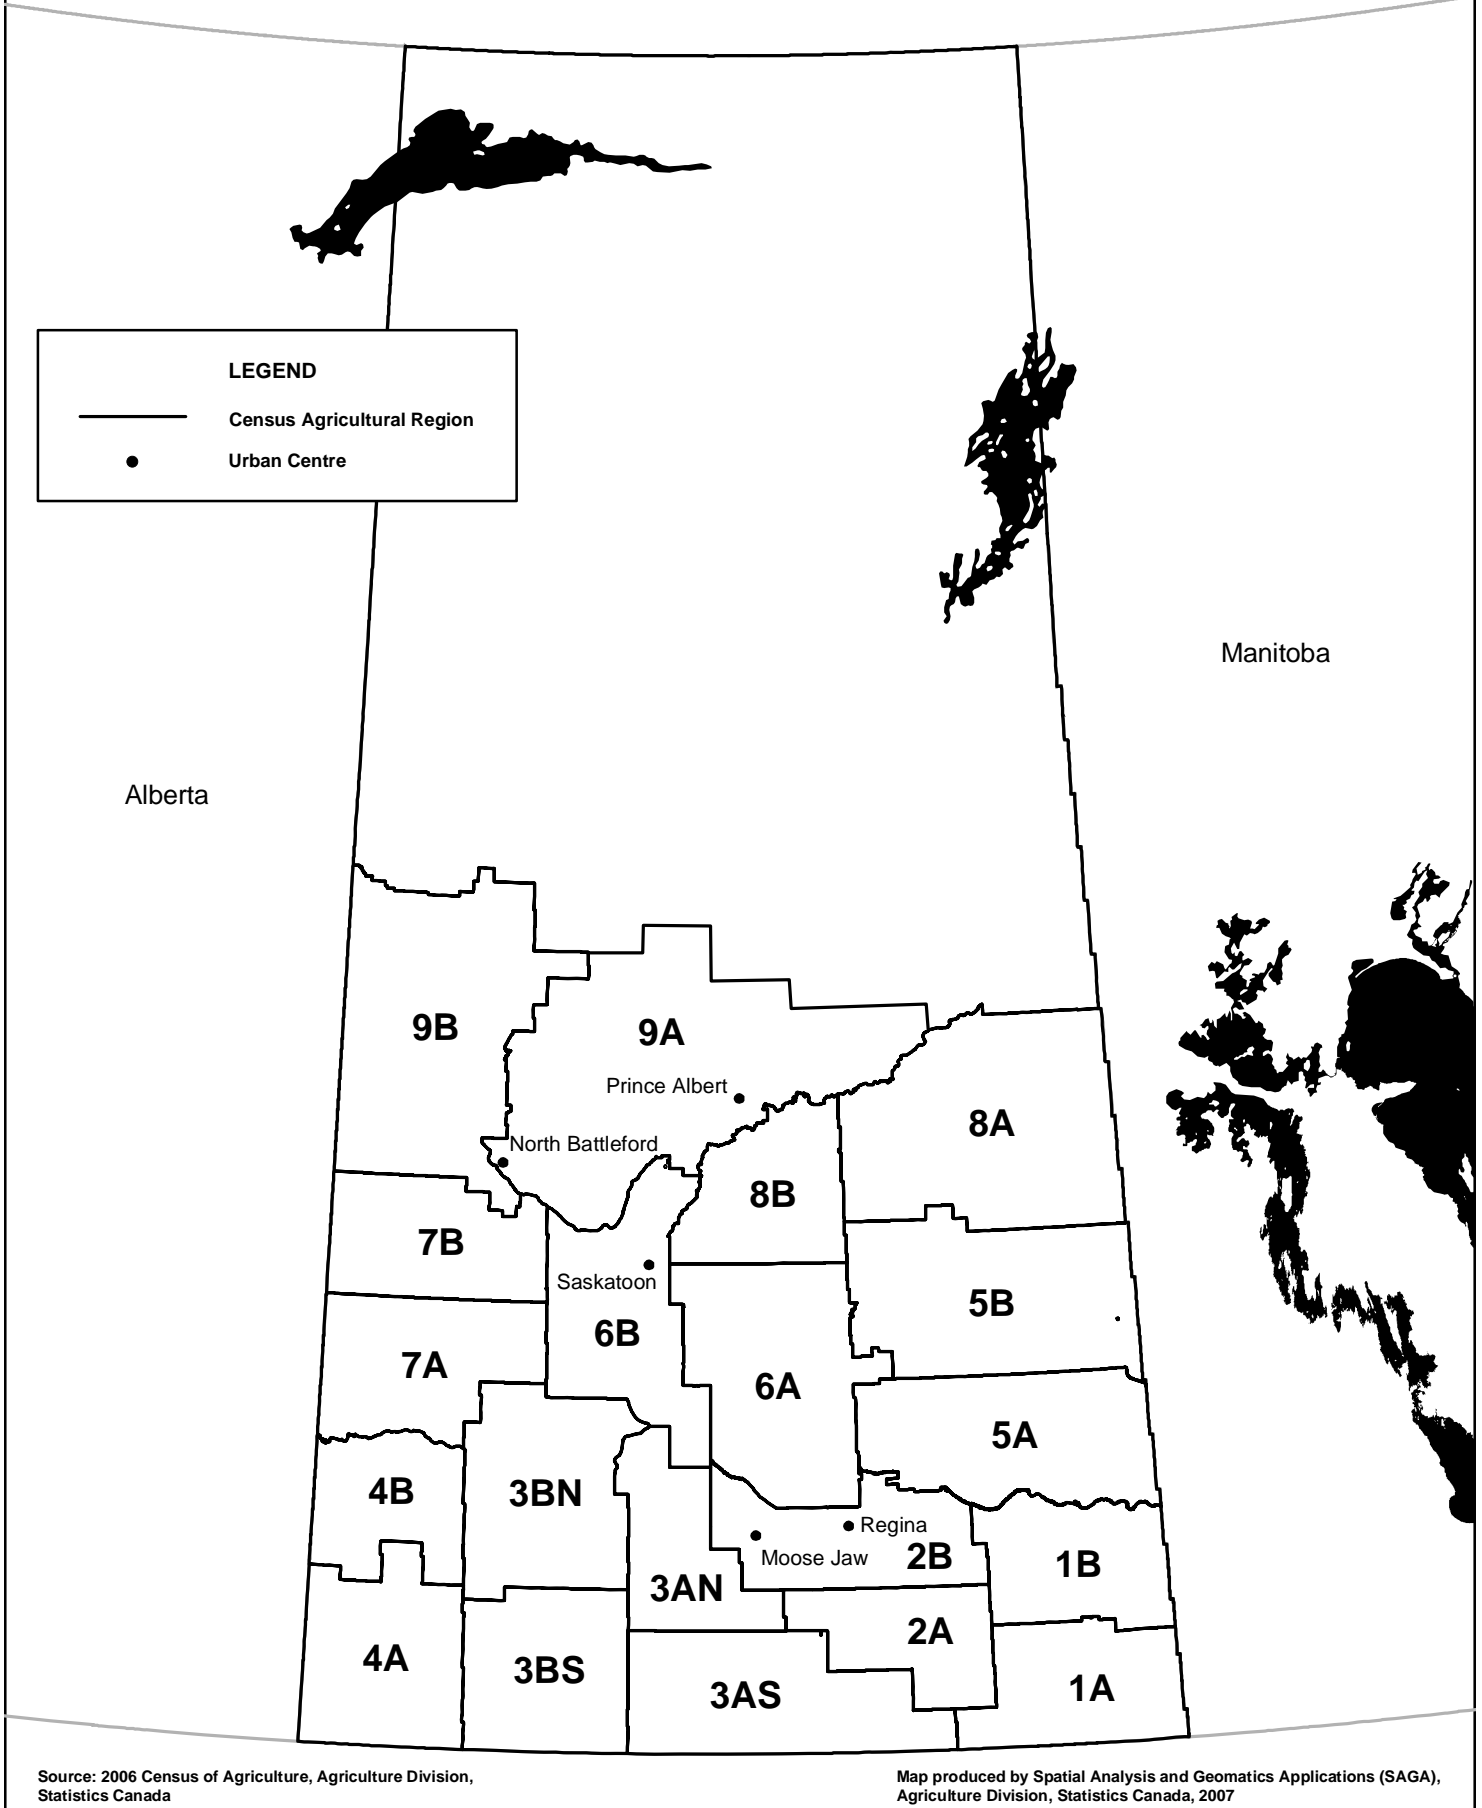 LEGEND
Census Agricultural Region
Urban Centre
Manitoba
Alberta
9B
9A
Prince Albert
8A
North Battleford
8B
7B
Saskatoon
5B
6B
7A
6A
5A
4B
3BN
Regina
Moose Jaw
2B
1B
3AN
2A
4A
3BS
3AS
1A
Source: 2006 Census of Agriculture, Agriculture Division,
Statistics Canada
Map produced by Spatial Analysis and Geomatics Applications (SAGA),
Agriculture Division, Statistics Canada, 2007